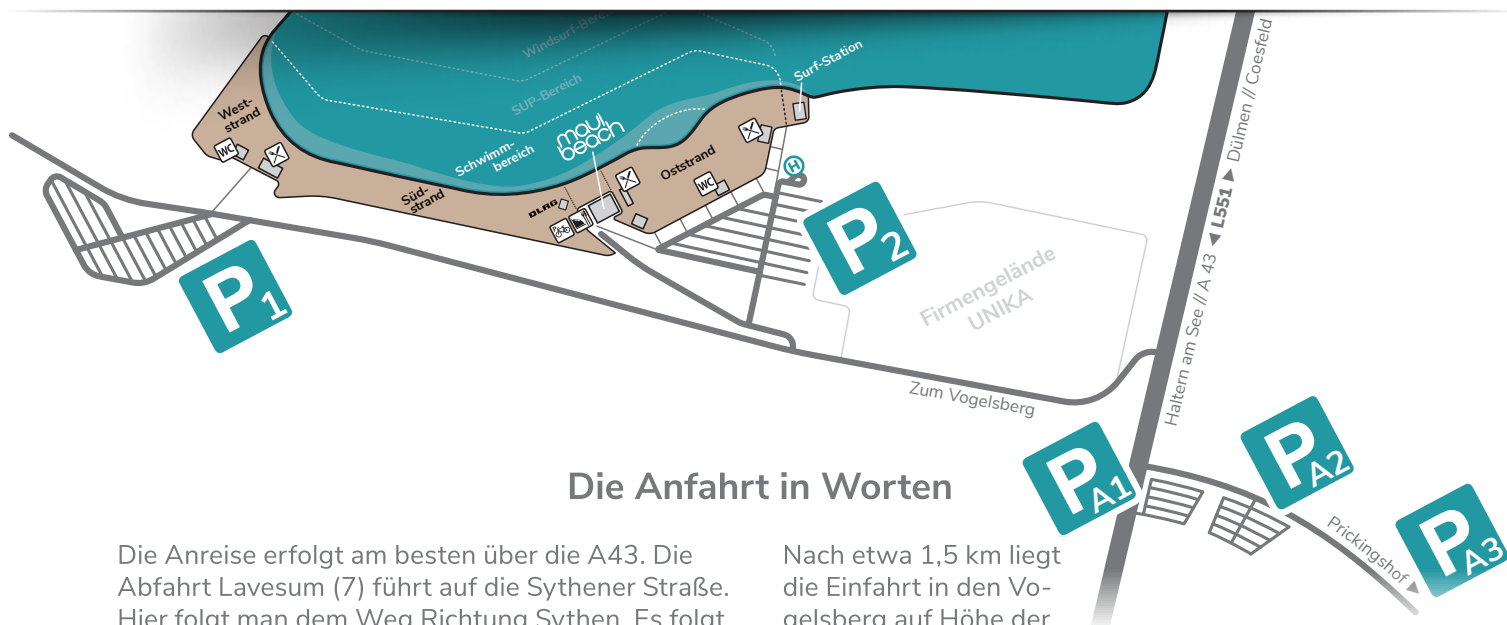 Windsurf-Bereich
SUP-Bereich
Surf-Station
West-
strand
WC
Schwimm-
bereich
maui
beach
Oststrand
WC
H
Süd-
strand
DLRG
P
P1
P2
Firmengelände
UNIKA
Zum Vogelsberg
Haltern am See // A 43 ◀ L551 ▶ Dülmen // Coesfeld
PA1
PA2
PA3
Prickingshof ▶
Die Anfahrt in Worten
Die Anreise erfolgt am besten über die A43. Die
Abfahrt Lavesum (7) führt auf die Sythener Straße.
Hier folgt man dem Weg Richtung Sythen. Es folgt
Nach etwa 1,5 km liegt
die Einfahrt in den Vo-
gelsberg auf Höhe der